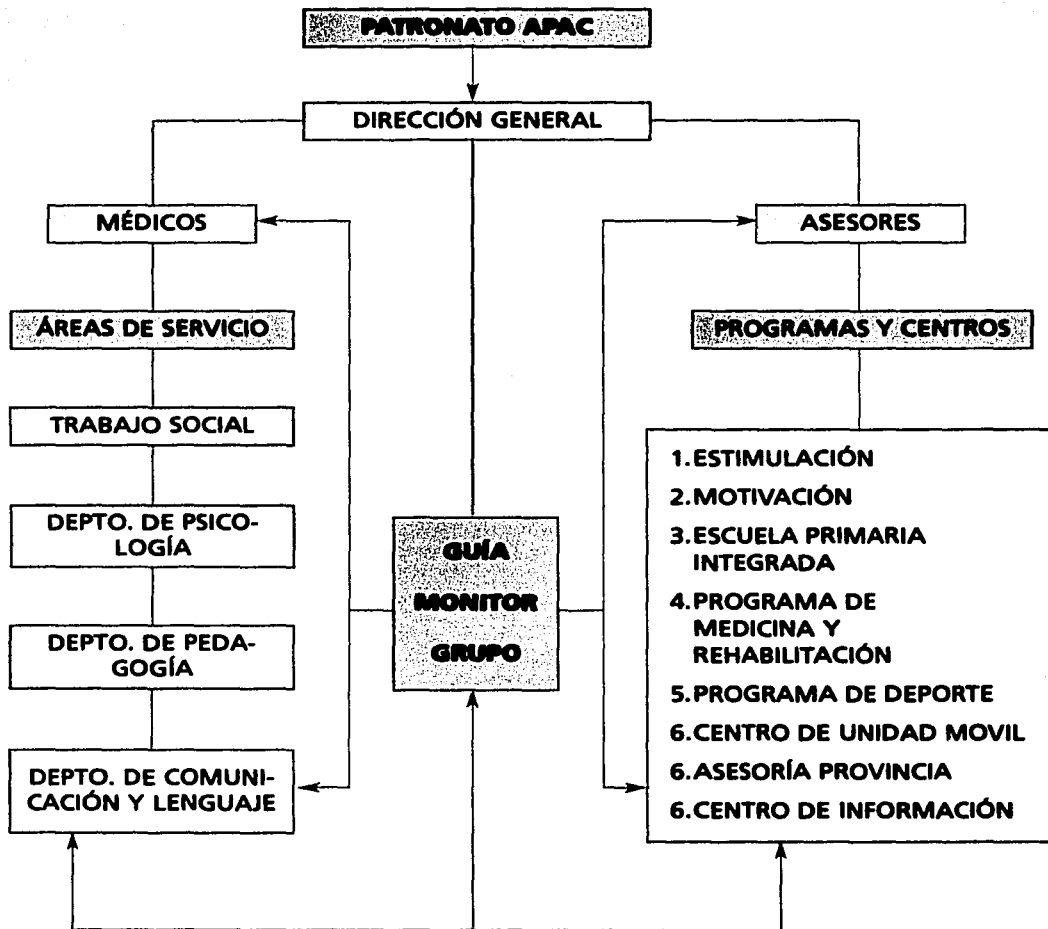 PATRONATO APAC
DIRECCIÓN GENERAL
MÉDICOS
ASESORES
ÁREAS DE SERVICIO
PROGRAMAS Y CENTROS
TRABAJO SOCIAL
DEPTO. DE PSICO-
LOGÍA
DEPTO. DE PEDA-
GOGÍA
DEPTO. DE COMUNI-
CACIÓN Y LENGUAJE
GUÍA
MONITOR
GRUPO
1.ESTIMULACIÓN
2.MOTIVACIÓN
3.ESCUELA PRIMARIA
INTEGRADA
4.PROGRAMA DE
MEDICINA Y
REHABILITACIÓN
5.PROGRAMA DE DEPORTE
6.CENTRO DE UNIDAD MOVIL
6.ASESORÍA PROVINCIA
6.CENTRO DE INFORMACIÓN